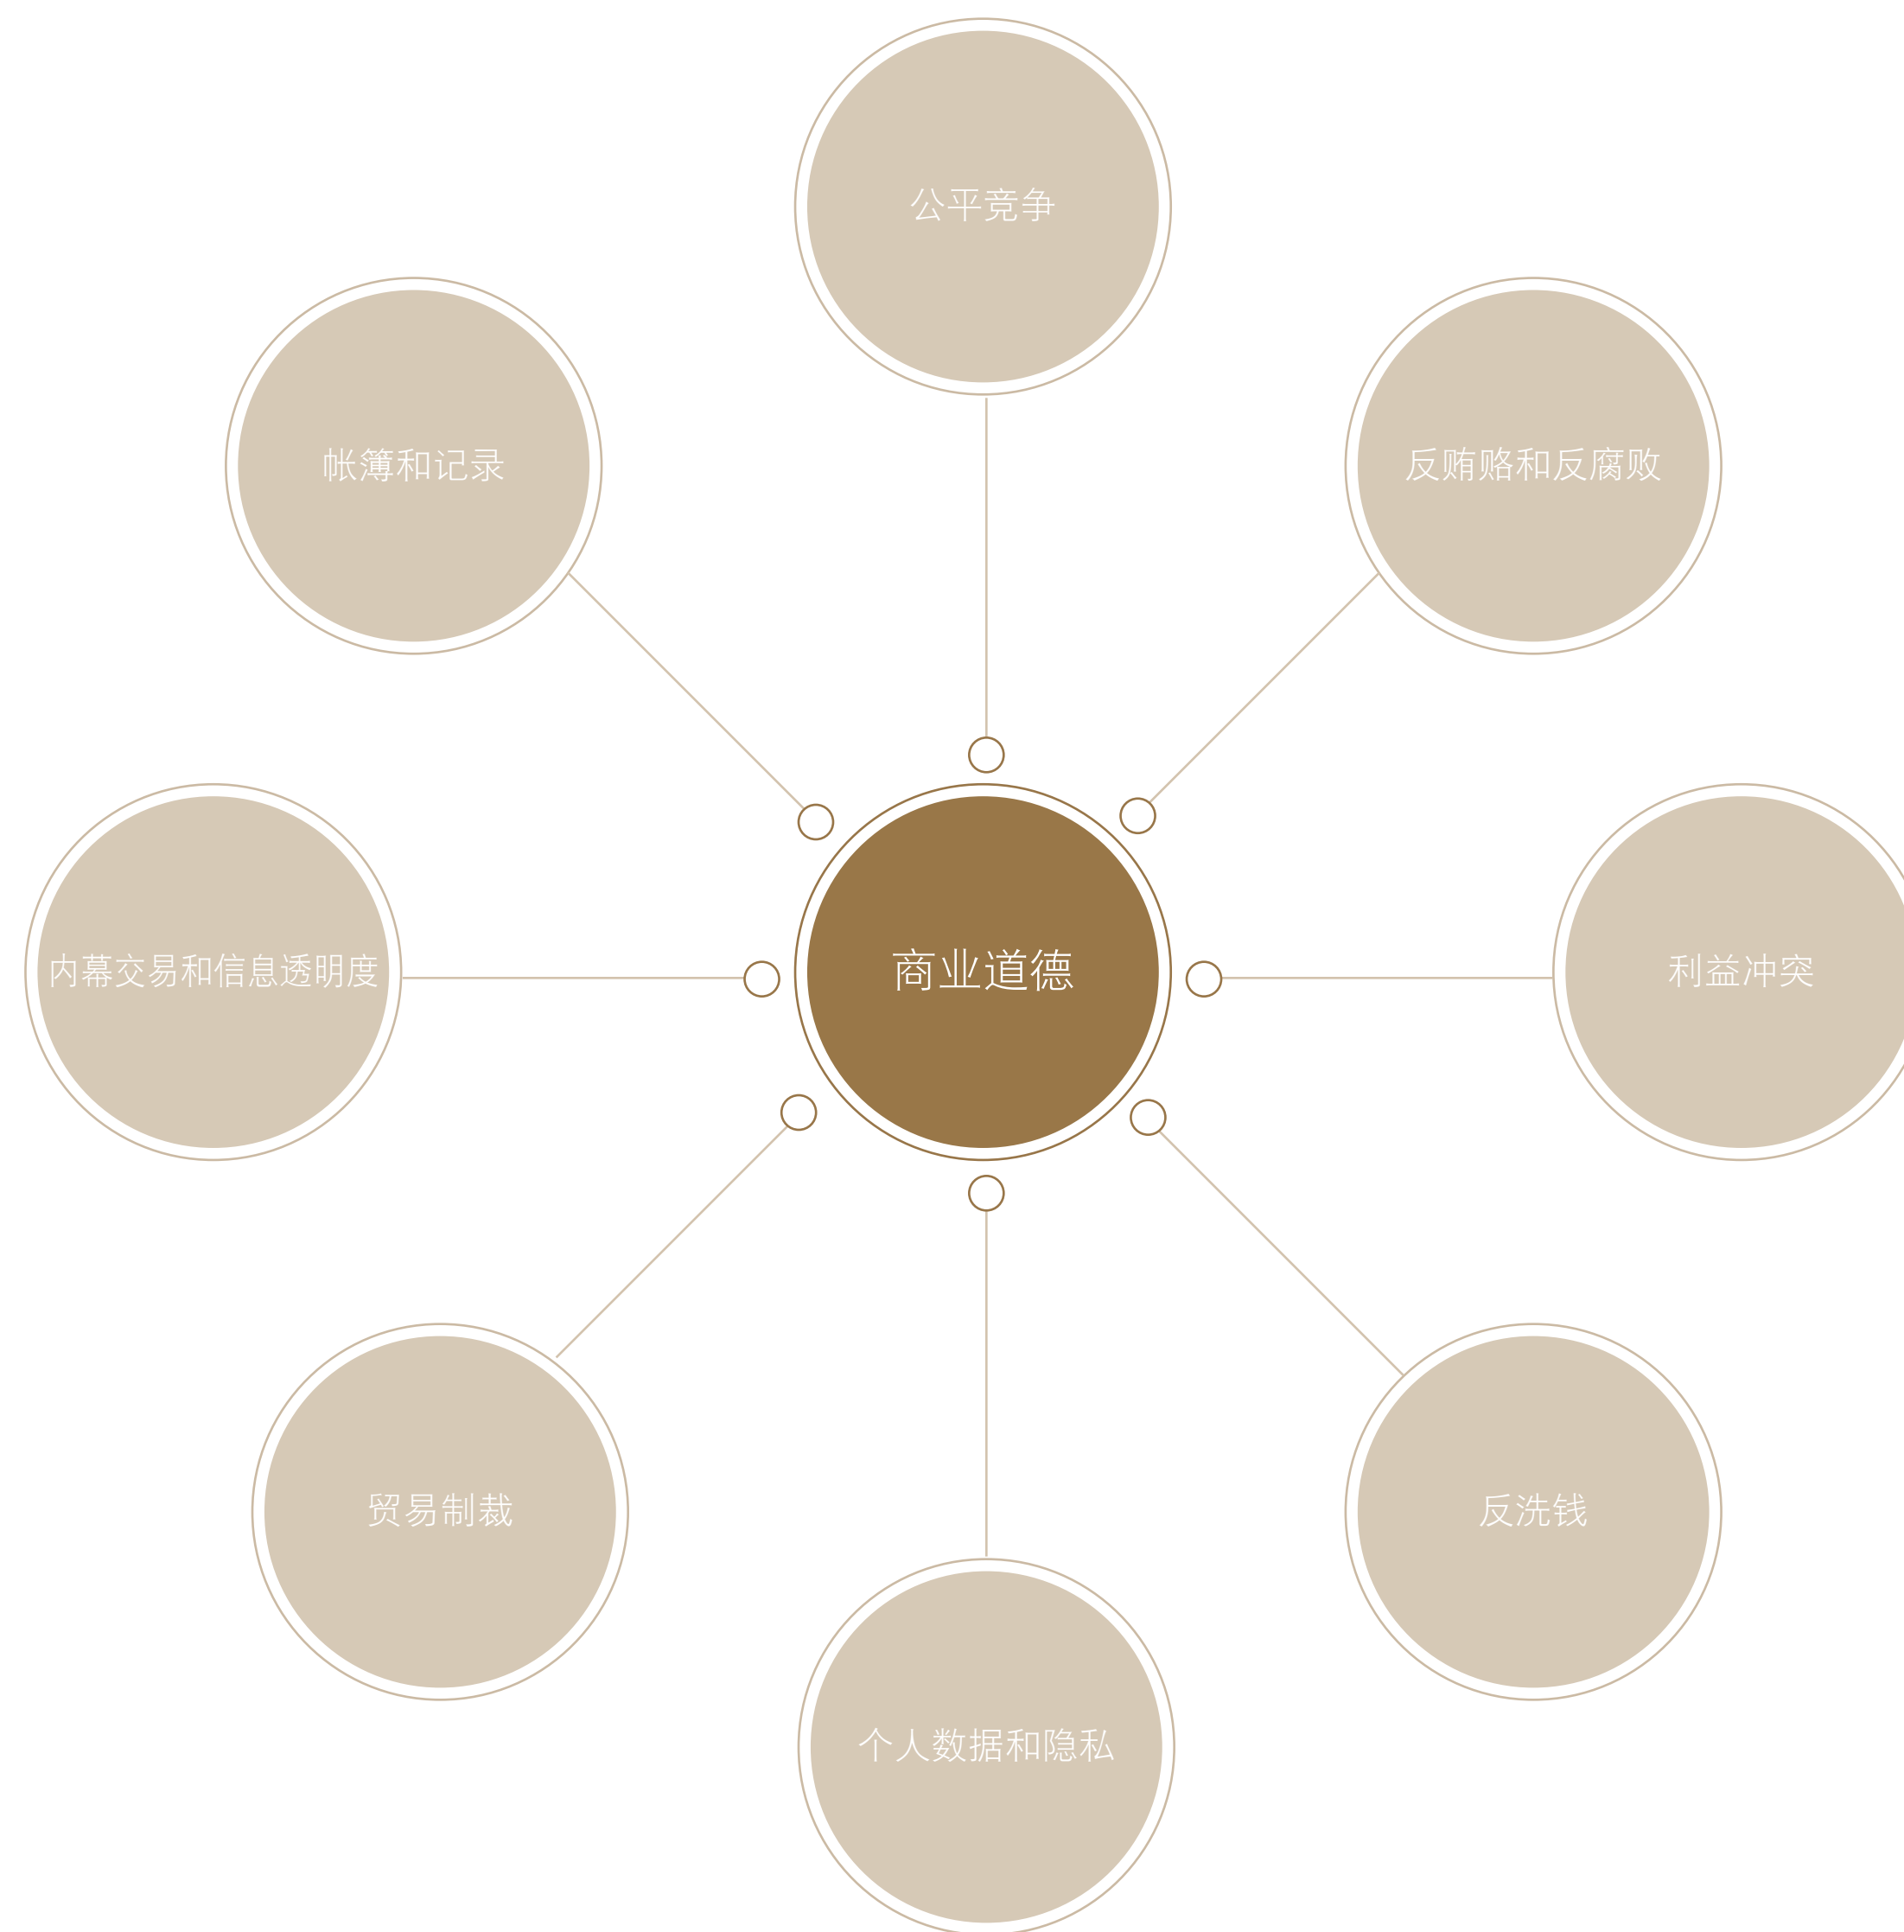 公平竞争
帐簿和记录
反贿赂和反腐败
内幕交易和信息透明度
商业道德
利益冲突
贸易制裁
反洗钱
个人数据和隐私